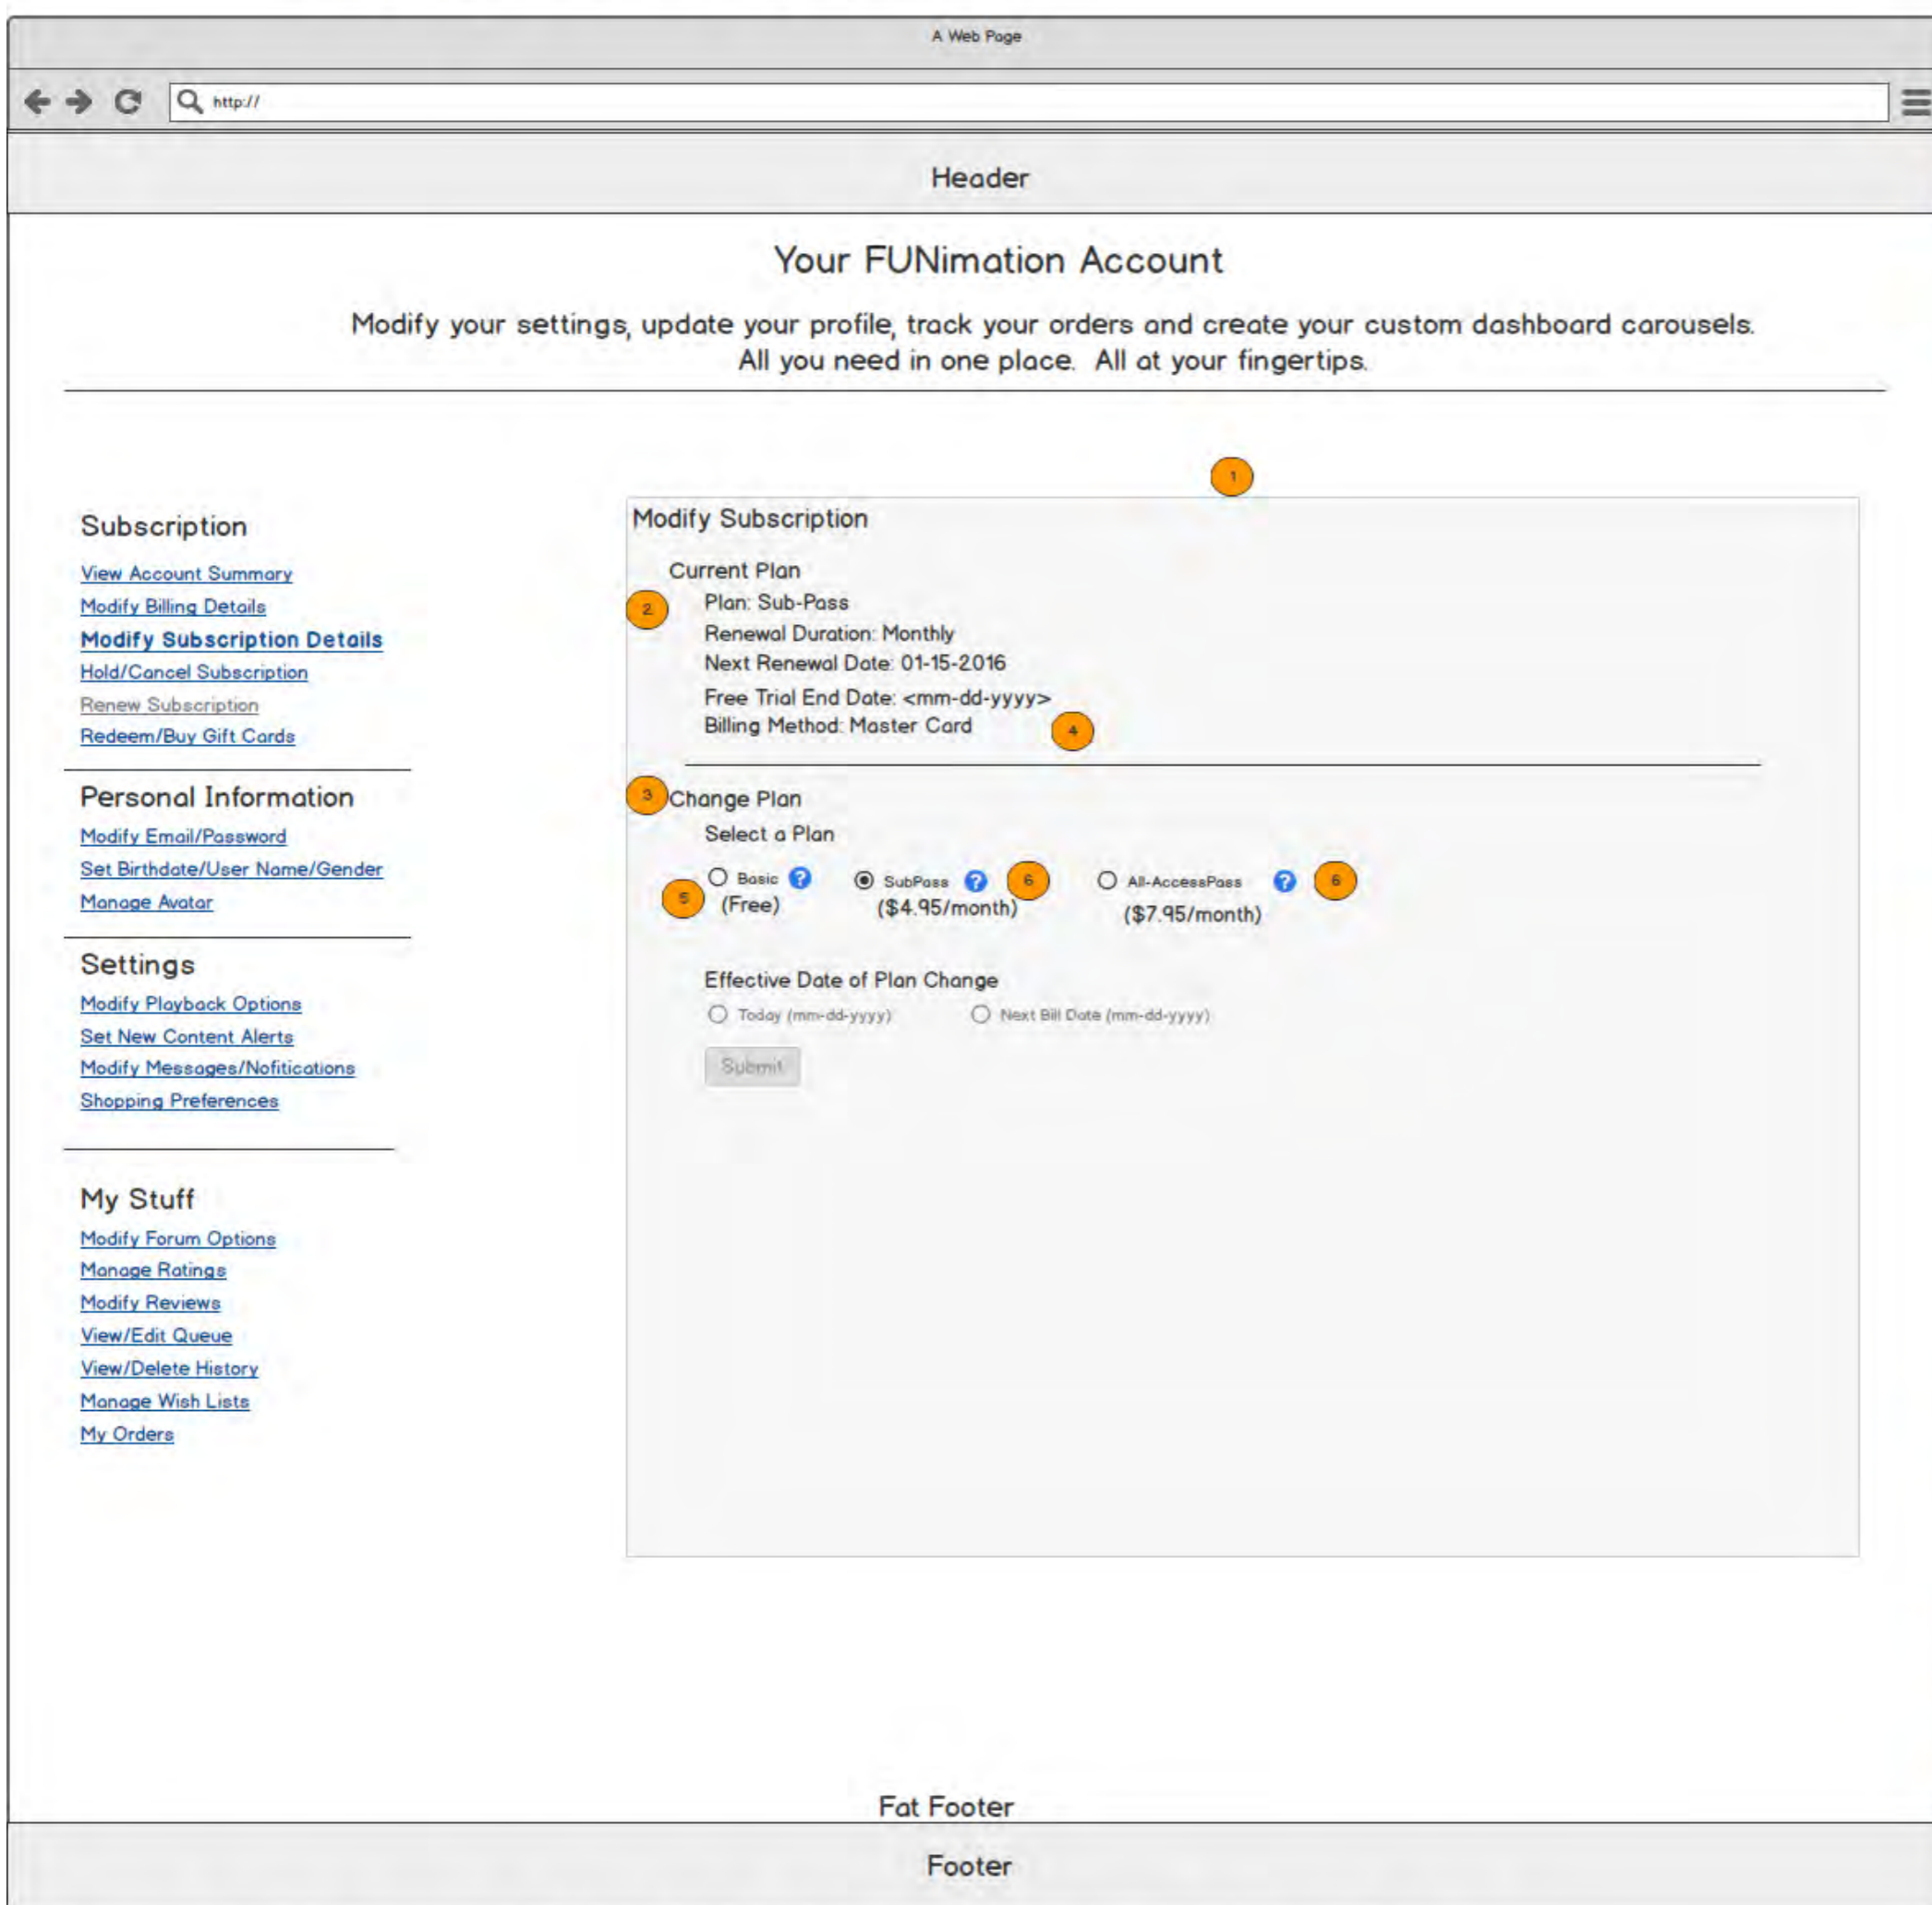 A Web Page
http://
Header
Your FUNimation Account
Modify your settings, update your profile, track your orders and create your custom dashboard carousels.
All you need in one place. All at your fingertips.
Subscription
View Account Summary
Modify Billing Details
Modify Subscription Details
Hold/Cancel Subscription
Renew Subscription
Redeem/Buy Gift Cards
Personal Information
Modify Email/Password
Set Birthdate/User Name/Gender
Manage Avatar
Settings
Modify Playback Options
Set New Content Alerts
Modify Messages/Nofitications
Shopping Preferences
My Stuff
Modify Forum Options
Manage Ratings
Modify Reviews
View/Edit Queue
View/Delete History
Manage Wish Lists
My Orders
1
Modify Subscription
Current Plan
2 Plan: Sub-Pass
Renewal Duration: Monthly
Next Renewal Date: 01-15-2016
Free Trial End Date: <mm-dd-yyyy>
Billing Method: Master Card 4
3 Change Plan
Select a Plan
Basic ? SubPass ? 6 All-AccessPass ? 6
5 (Free) ($4.95/month) ($7.95/month)
Effective Date of Plan Change
Today (mm-dd-yyyy) Next Bill Date (mm-dd-yyyy)
Submit
Fat Footer
Footer